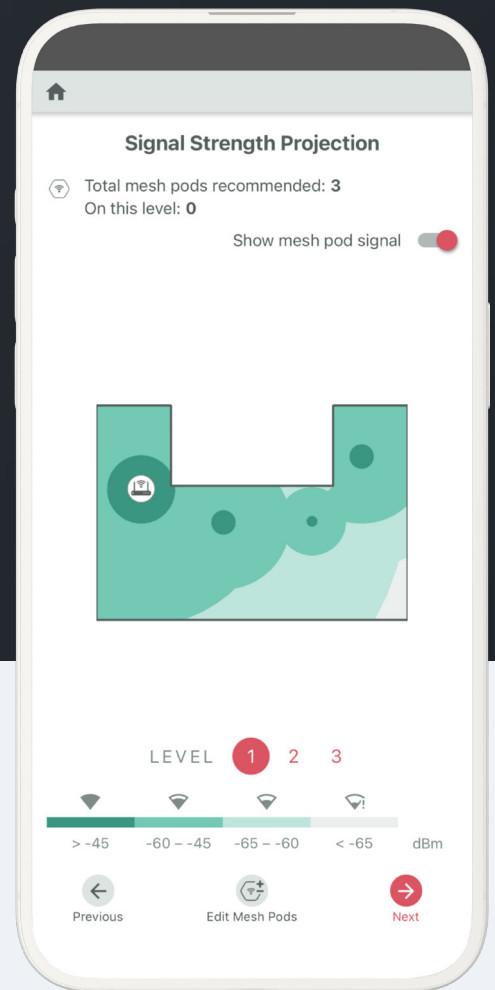 Signal Strength Projection
Total mesh pods recommended: 3
On this level: 0
Show mesh pod signal
LEVEL 1 2 3
> -45 -60 – -45 -65 – -60 < -65 dBm
Previous Edit Mesh Pods Next